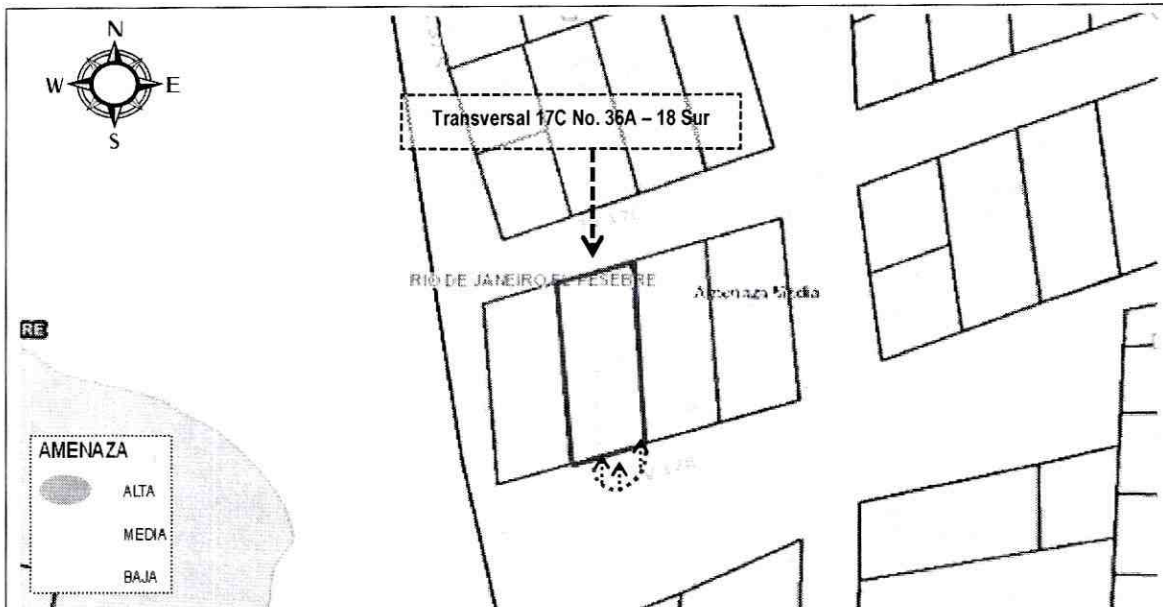 N
W E
S
Transversal 17C No. 36A – 18 Sur
RIO DE JANEIRO EL PESEBRE
Amenaza Media
RE
AMENAZA
ALTA
MEDIA
BAJA